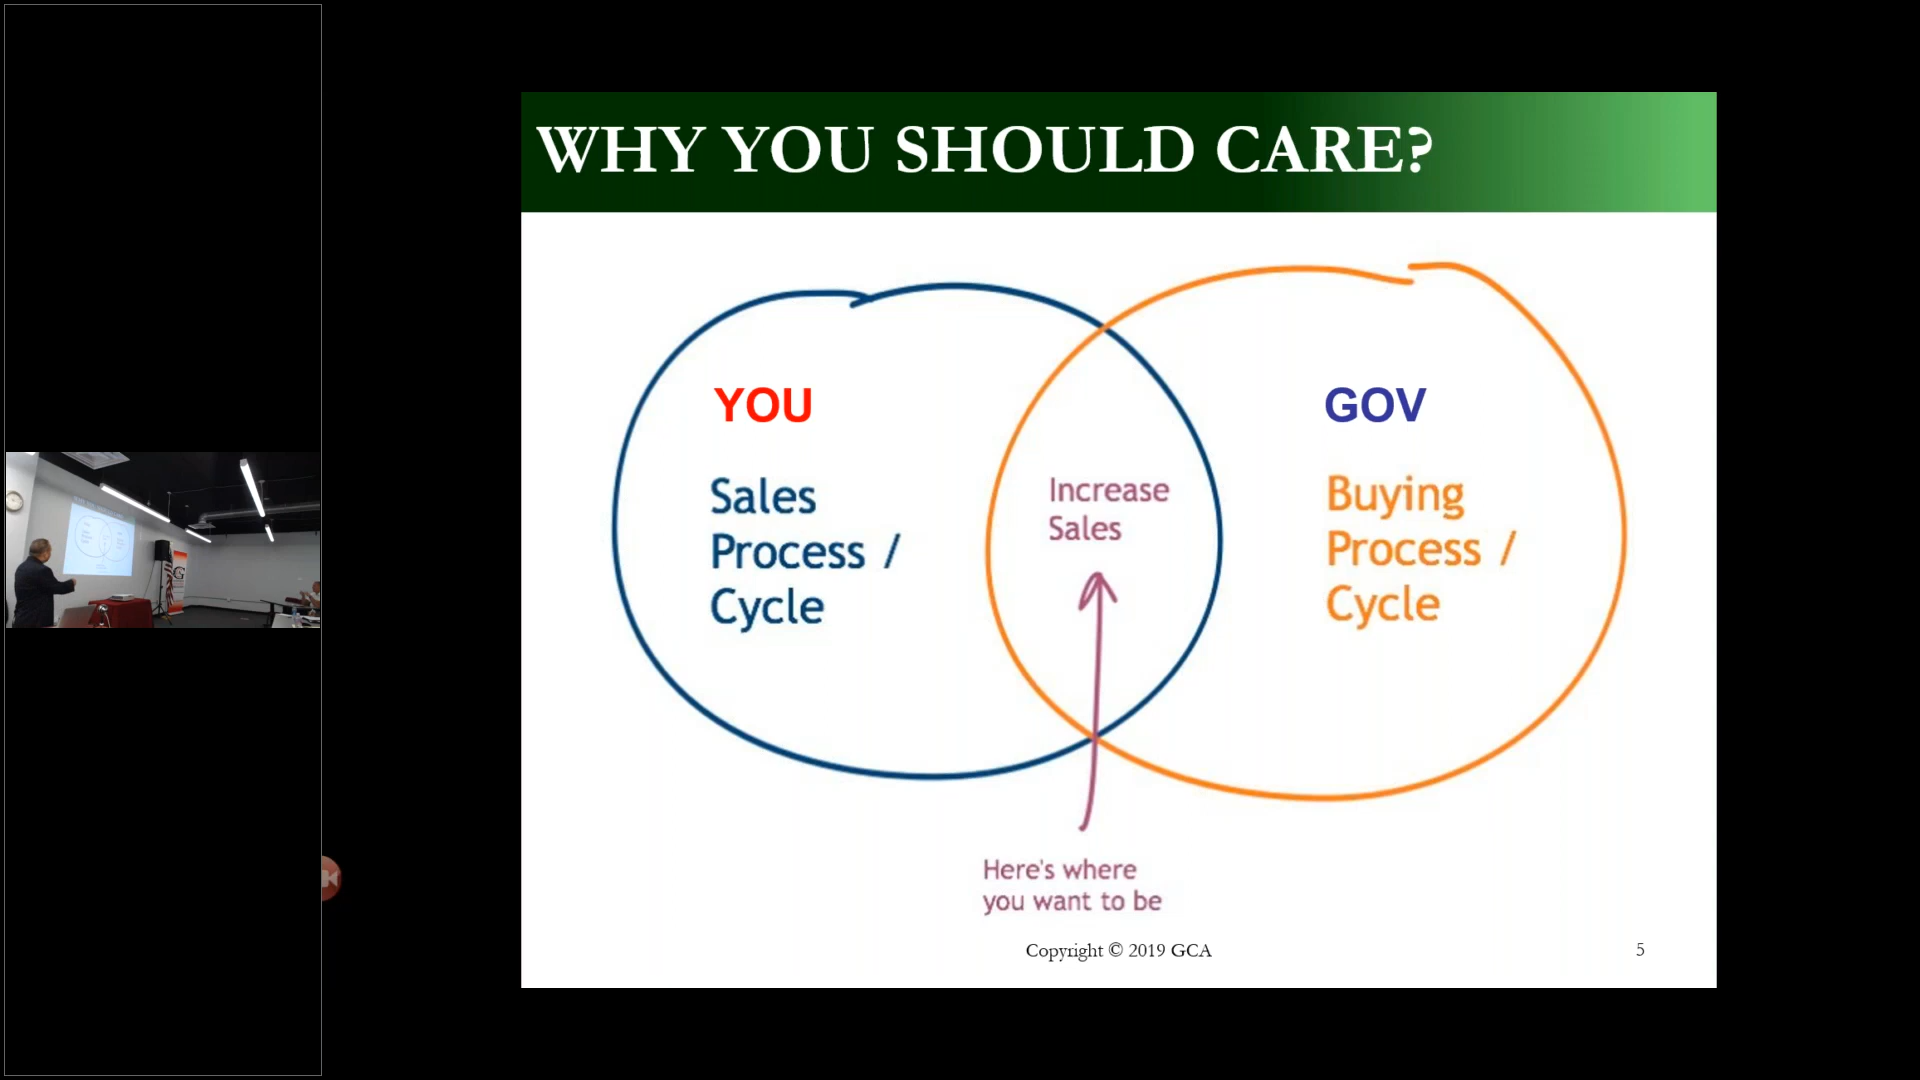 WHY YOU SHOULD CARE?
YOU
Sales
Process /
Cycle
Increase
Sales
GOV
Buying
Process /
Cycle
Here's where
you want to be
Copyright © 2019 GCA
5